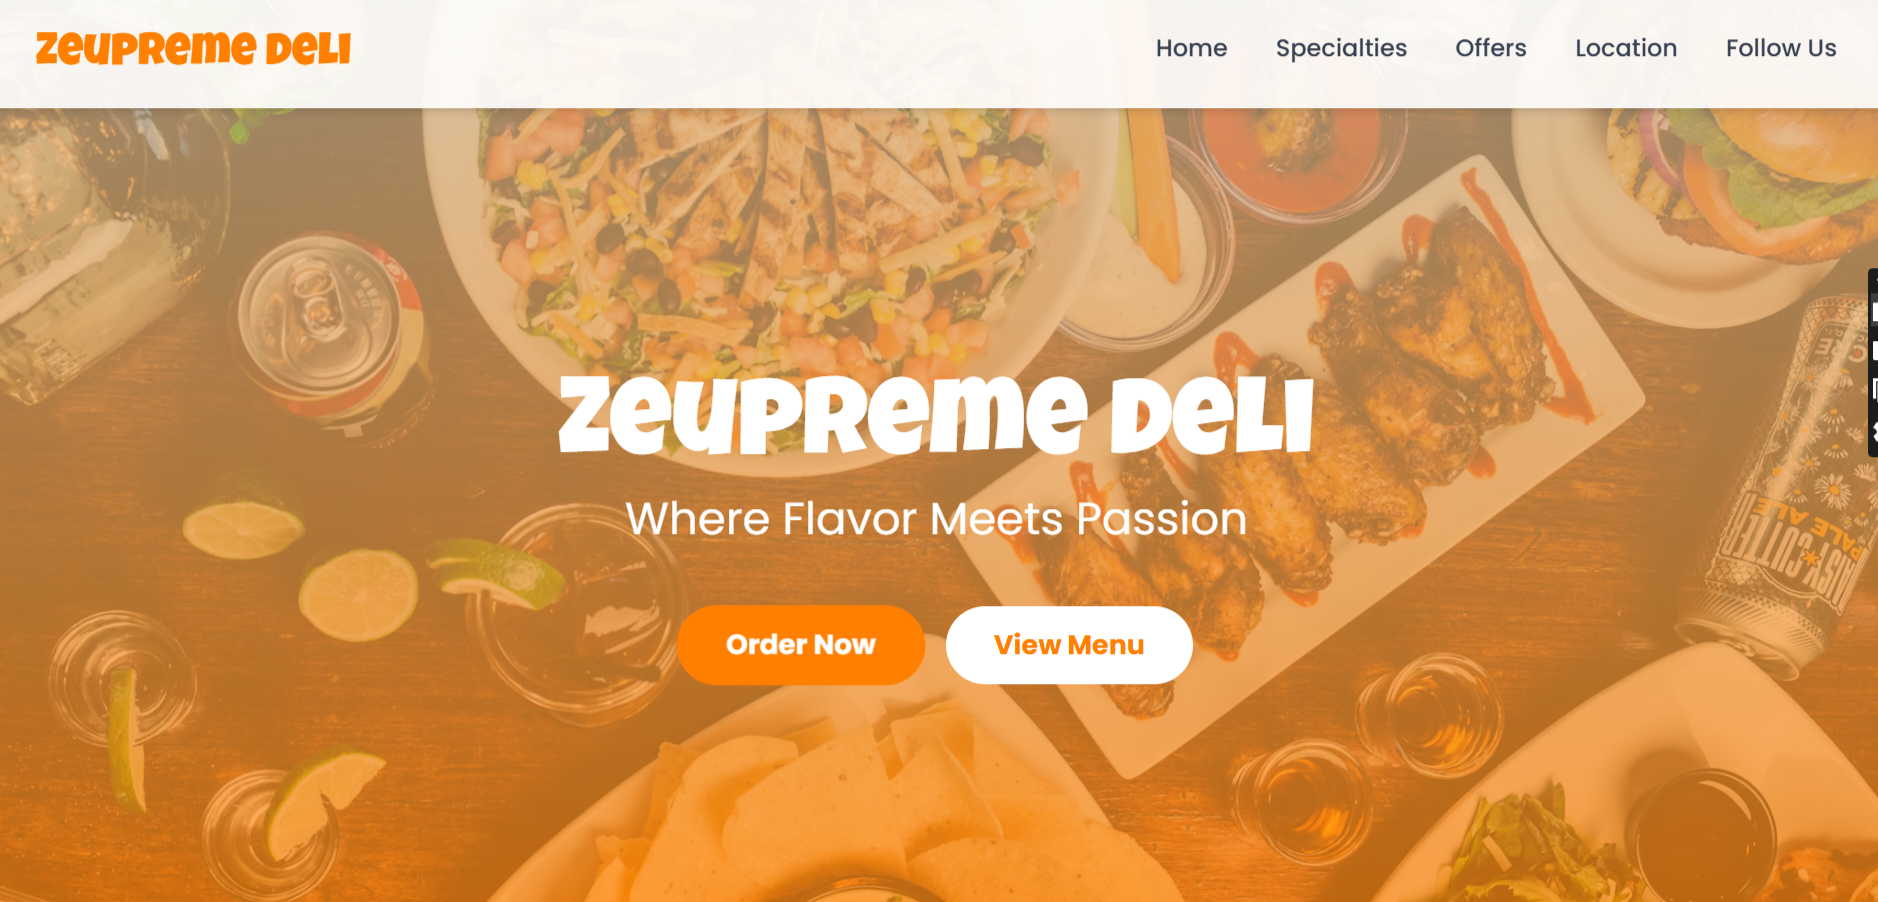 Zeupreme Deli
Home Specialties Offers Location Follow Us
Zeupreme Deli
Where Flavor Meets Passion
Order Now View Menu
PALE ALE